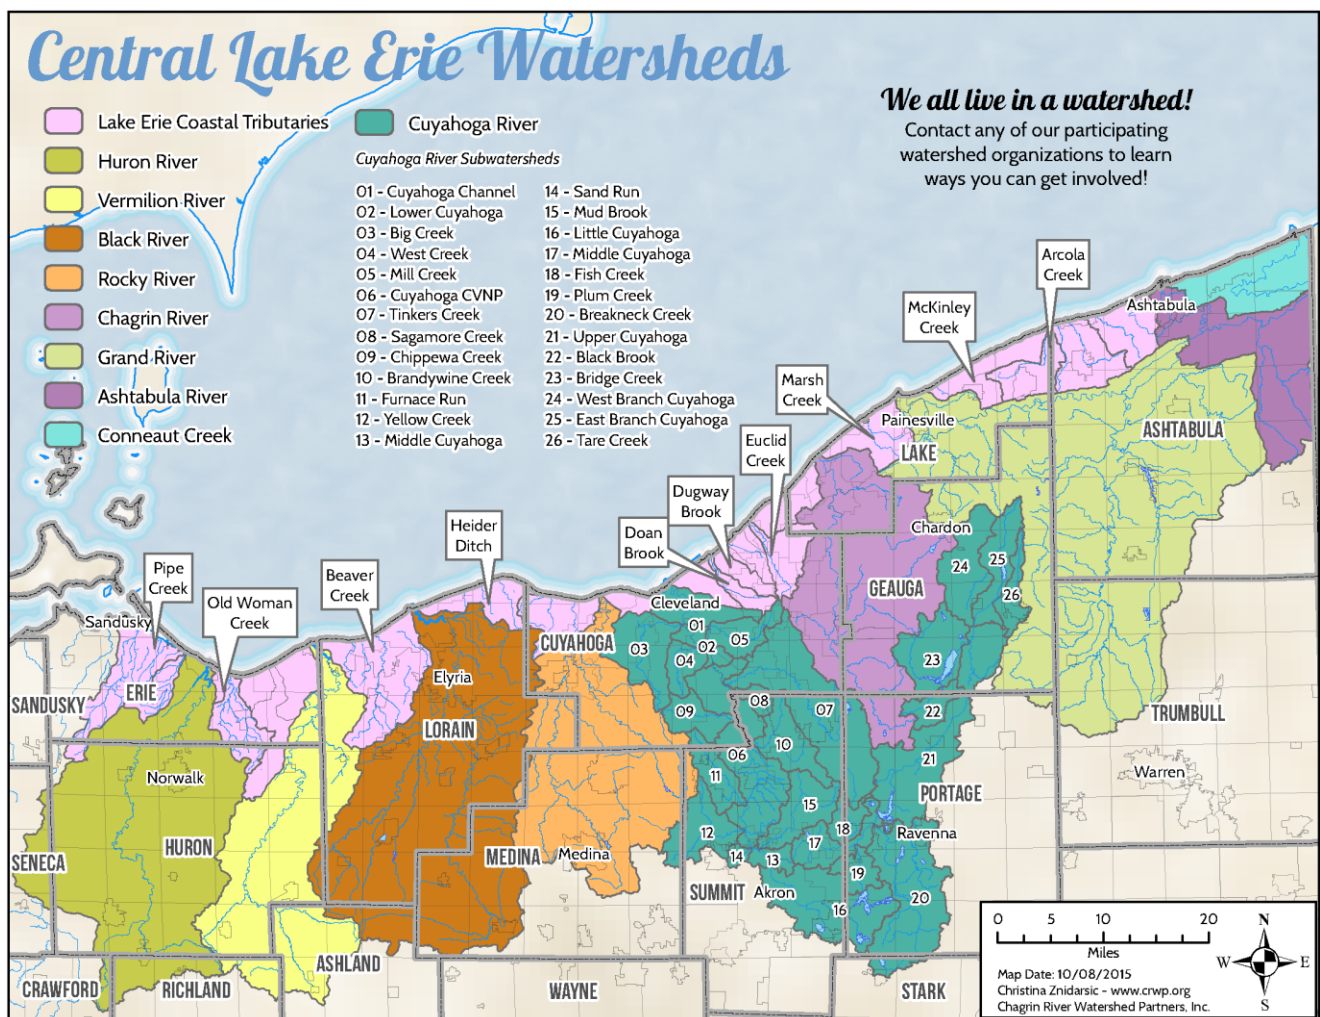 Central Lake Erie Watersheds
Lake Erie Coastal Tributaries
Huron River
Vermilion River
Black River
Rocky River
Chagrin River
Grand River
Ashtabula River
Conneaut Creek
Cuyahoga River
Cuyahoga River Subwatersheds
01 - Cuyahoga Channel
02 - Lower Cuyahoga
03 - Big Creek
04 - West Creek
05 - Mill Creek
06 - Cuyahoga CVNP
07 - Tinkers Creek
08 - Sagamore Creek
09 - Chippewa Creek
10 - Brandywine Creek
11 - Furnace Run
12 - Yellow Creek
13 - Middle Cuyahoga
14 - Sand Run
15 - Mud Brook
16 - Little Cuyahoga
17 - Middle Cuyahoga
18 - Fish Creek
19 - Plum Creek
20 - Breakneck Creek
21 - Upper Cuyahoga
22 - Black Brook
23 - Bridge Creek
24 - West Branch Cuyahoga
25 - East Branch Cuyahoga
26 - Tare Creek
We all live in a watershed!
Contact any of our participating
watershed organizations to learn
ways you can get involved!
Arcola
Creek
McKinley
Creek
Ashtabula
Marsh
Creek
Painesville
LAKE
ASHTABULA
Euclid
Creek
Dugway
Brook
Doan
Brook
Heider
Ditch
Chardon
Pipe
Creek
Beaver
Creek
Old Woman
Creek
24
25
26
GEAUGA
Cleveland
Sandusky
01
02
03
04
05
CUYAHOGA
23
Elyria
ERIE
SANDUSKY
08
07
09
22
TRUMBULL
LORAIN
10
06
21
11
Norwalk
Warren
PORTAGE
15
12
18
Ravenna
17
HURON
SENECA
MEDINA
Medina
14
13
19
SUMMIT
Akron
20
16
ASHLAND
CRAWFORD
RICHLAND
WAYNE
STARK
0
5
10
20
Miles
N
W
E
S
Map Date: 10/08/2015
Christina Znidarsic - www.crwp.org
Chagrin River Watershed Partners, Inc.